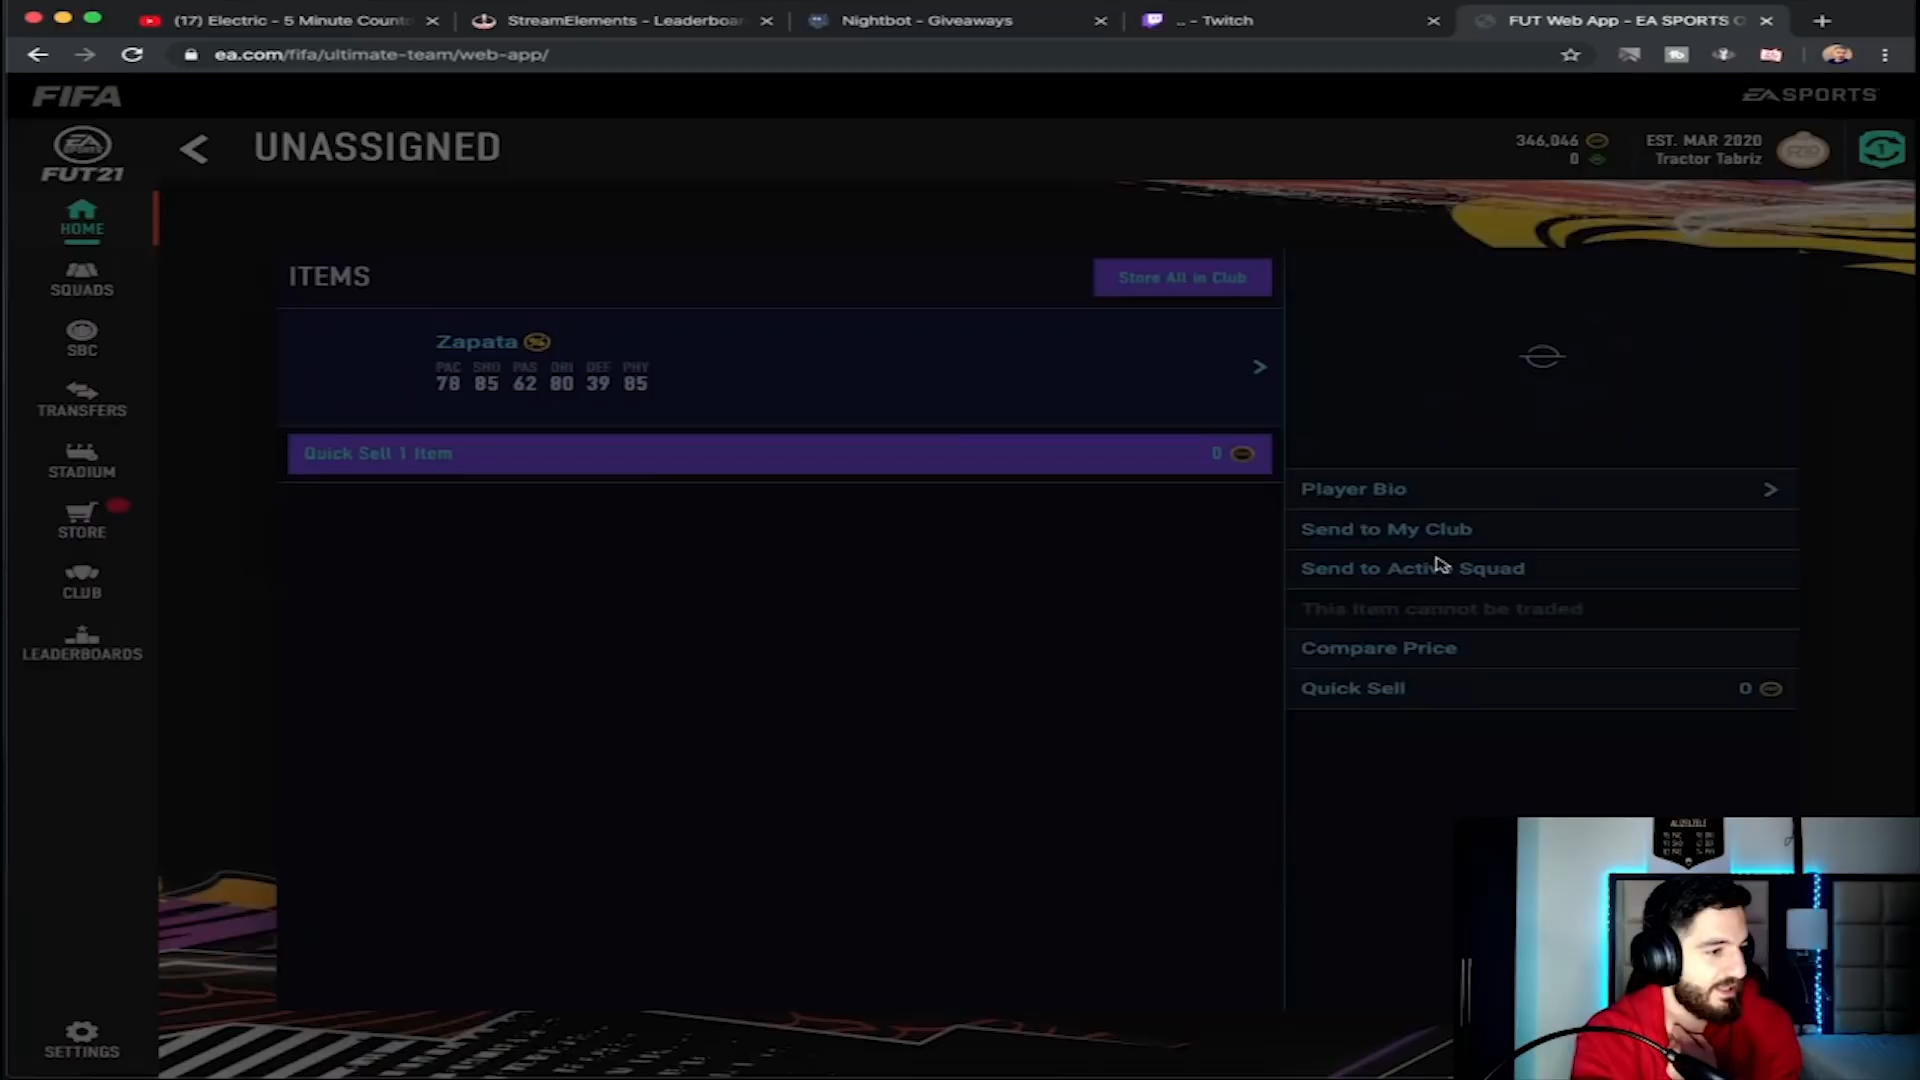 (17) Electric - 5 Minute Count
StreamElements - Leaderboar
Nightbot - Giveaways
.. - Twitch
FUT Web App - EA SPORTS
ea.com/fifa/ultimate-team/web-app/
FIFA
EA SPORTS
EA SPORTS
FUT21
UNASSIGNED
346,046
0
EST. MAR 2020
Tractor Tabriz
1
HOME
SQUADS
SBC
TRANSFERS
STADIUM
STORE
CLUB
LEADERBOARDS
SETTINGS
ITEMS
Store All in Club
Zapata
PAC SHO PAS DRI DEF PHY
78 85 62 80 39 85
Quick Sell 1 Item 0
Player Bio
Send to My Club
Send to Active Squad
This item cannot be traded
Compare Price
Quick Sell 0